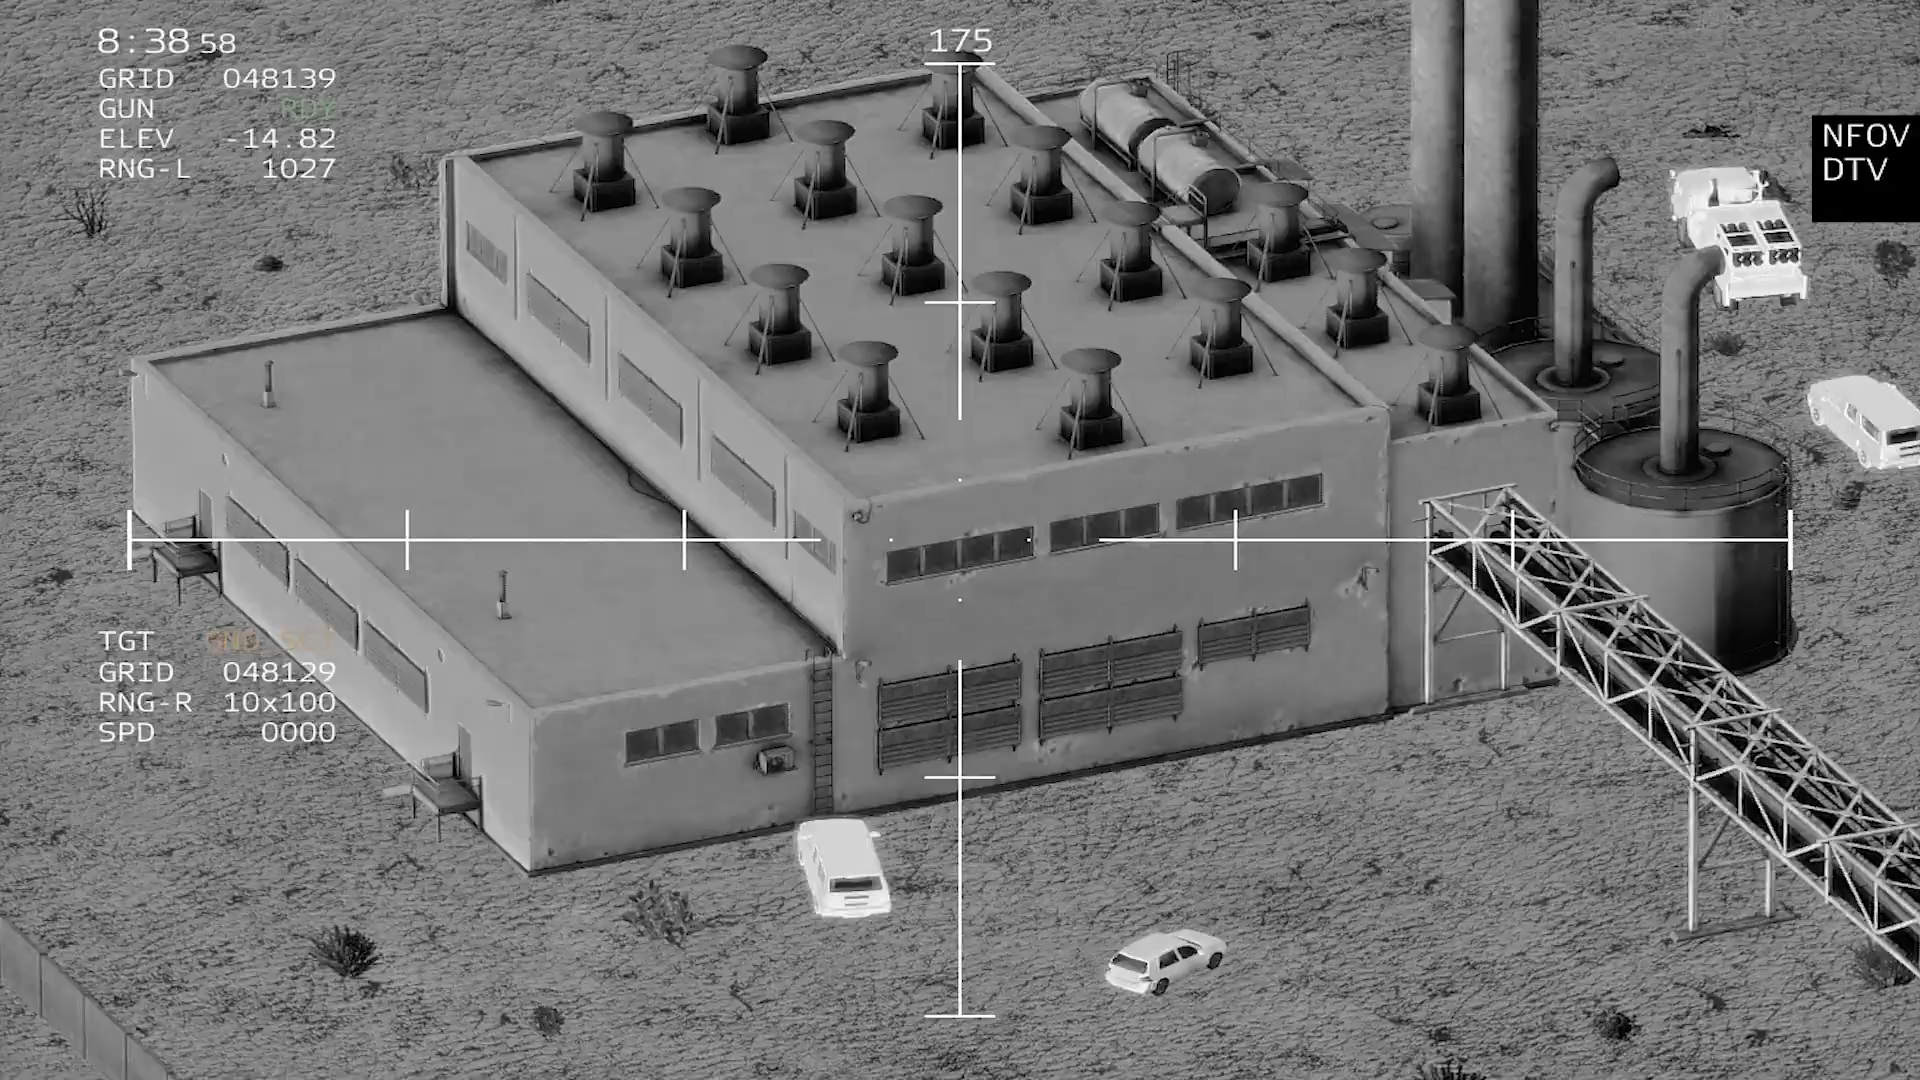 8:38 58
GRID 048139
GUN RDY
ELEV -14.82
RNG-L 1027
175
NFOV
DTV
TGT
GRID 048129
RNG-R 10x100
SPD 0000